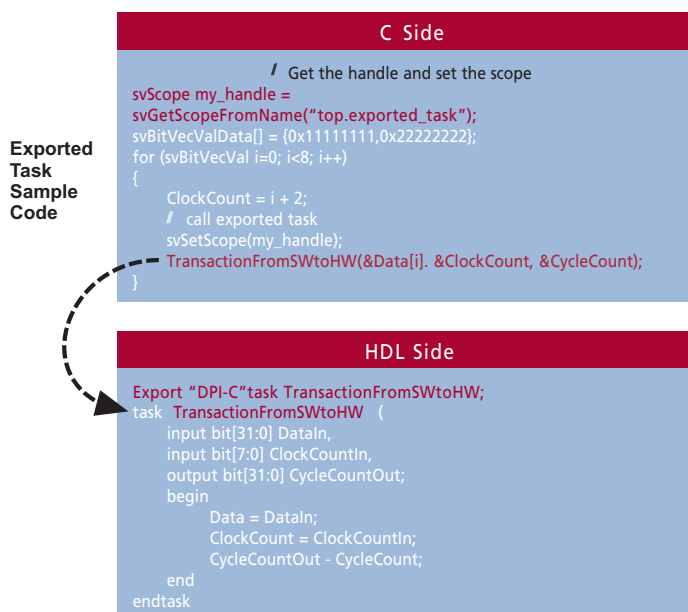 C Side
// Get the handle and set the scope
svScope my_handle =
svGetScopeFromName(“top.exported_task”);
svBitVecValData[] = {0x11111111,0x22222222};
for (svBitVecVal i=0; i<8; i++)
{
ClockCount = i + 2;
// call exported task
svSetScope(my_handle);
TransactionFromSWtoHW(&Data[i]. &ClockCount, &CycleCount);
}
Exported
Task
Sample
Code
HDL Side
Export “DPI-C”task TransactionFromSWtoHW;
task TransactionFromSWtoHW (
input bit[31:0] DataIn,
input bit[7:0] ClockCountIn,
output bit[31:0] CycleCountOut;
begin
Data = DataIn;
ClockCount = ClockCountIn;
CycleCountOut - CycleCount;
end
endtask